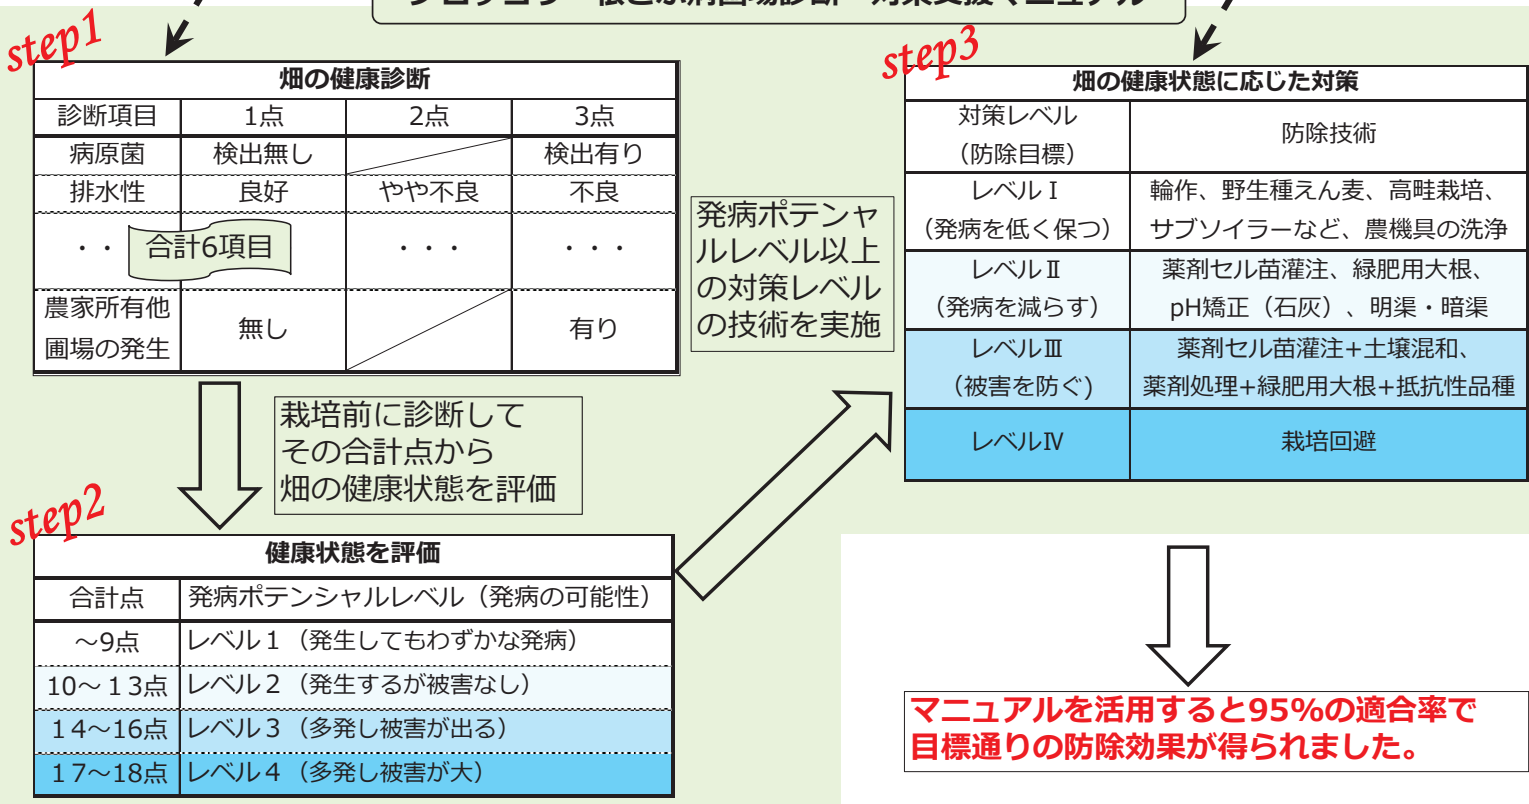 step1
畑の健康診断
診断項目 1点 2点 3点
病原菌 検出無し 検出有り
排水性 良好 やや不良 不良
・・ 合計6項目 ・・・ ・・・
農家所有他
圃場の発生
無し 有り
栽培前に診断して
その合計点から
畑の健康状態を評価
step2
健康状態を評価
合計点 発病ポテンシャルレベル（発病の可能性）
～9点 レベル１（発生してもわずかな発病）
10～１3点 レベル２（発生するが被害なし）
１4～16点 レベル３（多発し被害が出る）
１7～18点 レベル４（多発し被害が大）
発病ポテンシャ
ルレベル以上
の対策レベル
の技術を実施
step3
畑の健康状態に応じた対策
対策レベル
（防除目標）
防除技術
レベルⅠ
（発病を低く保つ）
輪作、野生種えん麦、高畦栽培、
サブソイラーなど、農機具の洗浄
レベルⅡ
（発病を減らす）
薬剤セル苗灌注、緑肥用大根、
pH矯正（石灰）、明渠・暗渠
レベルⅢ
（被害を防ぐ)
薬剤セル苗灌注+土壌混和、
薬剤処理+緑肥用大根+抵抗性品種
レベルⅣ 栽培回避
マニュアルを活用すると95%の適合率で
目標通りの防除効果が得られました。